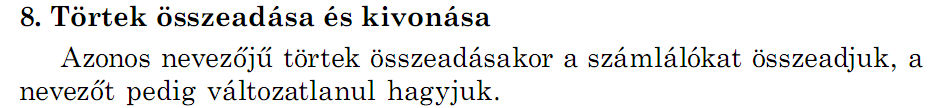 8. Törtek összeadása és kivonása
Azonos nevezőjű törtek összeadásakor a számlálókat összeadjuk, a
nevezőt pedig változatlanul hagyjuk.